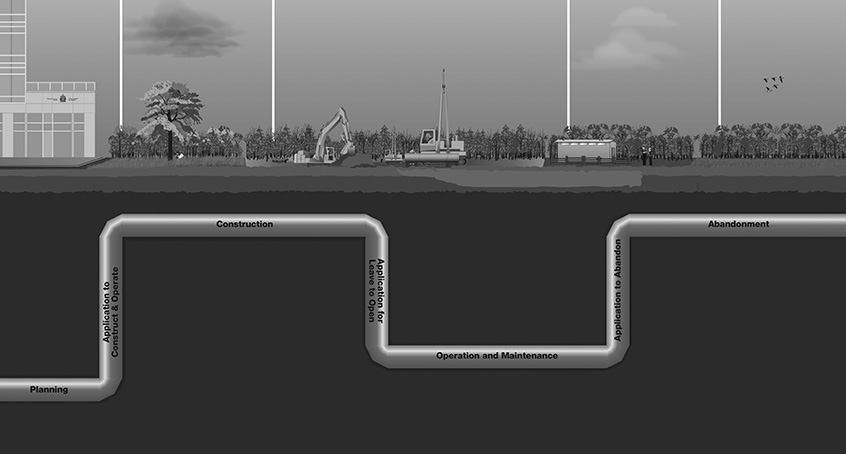 Planning
Application to
Construct & Operate
Construction
Application for
Leave to Open
Operation and Maintenance
Application to Abandon
Abandonment